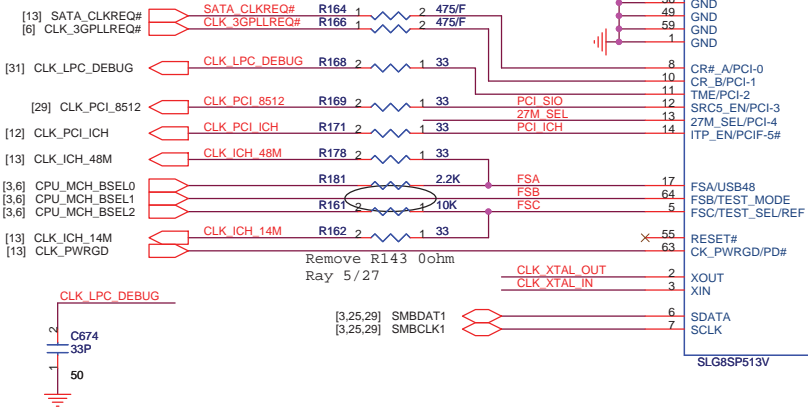 58 GND
49 GND
59 GND
1 GND
[13] SATA_CLKREQ# SATA_CLKREQ# R164 1 2 475/F
[6] CLK_3GPLLREQ# CLK_3GPLLREQ# R166 1 2 475/F
[31] CLK_LPC_DEBUG CLK_LPC_DEBUG R168 2 1 33
8 CR#_A/PCI-0
10 CR_B/PCI-1
11 TME/PCI-2
[29] CLK_PCI_8512 CLK_PCI_8512 R169 2 1 33 PCI_SIO 12 SRC5_EN/PCI-3
27M_SEL 13 27M_SEL/PCI-4
[12] CLK_PCI_ICH CLK_PCI_ICH R171 2 1 33 PCI_ICH 14 ITP_EN/PCIF-5#
[13] CLK_ICH_48M CLK_ICH_48M R178 2 1 33
[3,6] CPU_MCH_BSEL0 R181 2.2K FSA 17 FSA/USB48
[3,6] CPU_MCH_BSEL1 FSB 64 FSB/TEST_MODE
[3,6] CPU_MCH_BSEL2 R161 2 1 10K FSC 5 FSC/TEST_SEL/REF
[13] CLK_ICH_14M CLK_ICH_14M R162 2 1 33 55 RESET#
[13] CLK_PWRGD 63 CK_PWRGD/PD#
Remove R143 0ohm
Ray 5/27
CLK_XTAL_OUT 2 XOUT
CLK_XTAL_IN 3 XIN
CLK_LPC_DEBUG
[3,25,29] SMBDAT1 6 SDATA
[3,25,29] SMBCLK1 7 SCLK
2
C674
33P
1
50
SLG8SP513V